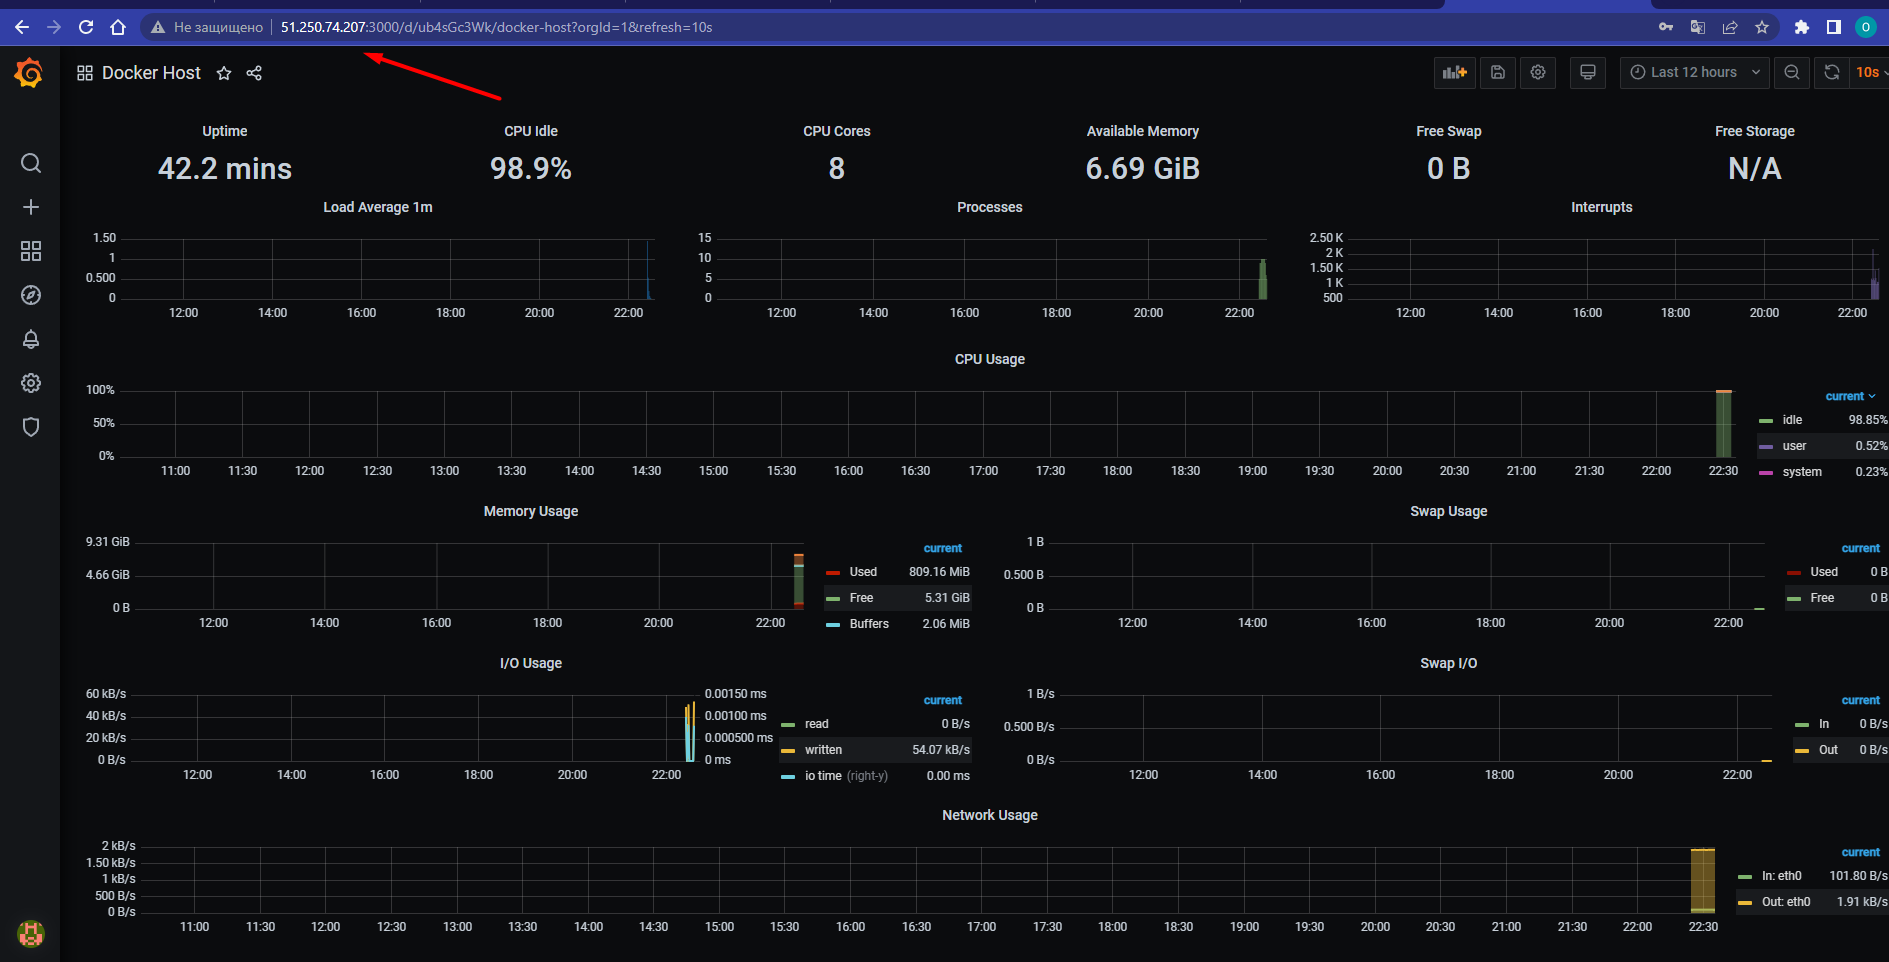 Не защищено 51.250.74.207:3000/d/ub4sGc3Wk/docker-host?orgId=1&refresh=10s
O
Docker Host
Last 12 hours
10s
Uptime CPU Idle CPU Cores Available Memory Free Swap Free Storage
42.2 mins 98.9% 8 6.69 GiB 0 B N/A
Load Average 1m
1.50
1
0.500
0
12:00 14:00 16:00 18:00 20:00 22:00
Processes
15
10
5
0
12:00 14:00 16:00 18:00 20:00 22:00
Interrupts
2.50 K
2 K
1.50 K
1 K
500
12:00 14:00 16:00 18:00 20:00 22:00
CPU Usage
100%
50%
0%
11:00 11:30 12:00 12:30 13:00 13:30 14:00 14:30 15:00 15:30 16:00 16:30 17:00 17:30 18:00 18:30 19:00 19:30 20:00 20:30 21:00 21:30 22:00 22:30
current
idle 98.85%
user 0.52%
system 0.23%
Memory Usage
9.31 GiB
4.66 GiB
0 B
12:00 14:00 16:00 18:00 20:00 22:00
current
Used 809.16 MiB
Free 5.31 GiB
Buffers 2.06 MiB
Swap Usage
1 B
0.500 B
0 B
12:00 14:00 16:00 18:00 20:00 22:00
current
Used 0 B
Free 0 B
I/O Usage
60 kB/s
40 kB/s
20 kB/s
0 B/s
0.00150 ms
0.00100 ms
0.000500 ms
0 ms
12:00 14:00 16:00 18:00 20:00 22:00
current
read 0 B/s
written 54.07 kB/s
io time (right-y) 0.00 ms
Swap I/O
1 B/s
0.500 B/s
0 B/s
12:00 14:00 16:00 18:00 20:00 22:00
current
In 0 B/s
Out 0 B/s
Network Usage
2 kB/s
1.50 kB/s
1 kB/s
500 B/s
0 B/s
11:00 11:30 12:00 12:30 13:00 13:30 14:00 14:30 15:00 15:30 16:00 16:30 17:00 17:30 18:00 18:30 19:00 19:30 20:00 20:30 21:00 21:30 22:00 22:30
current
In: eth0 101.80 B/s
Out: eth0 1.91 kB/s